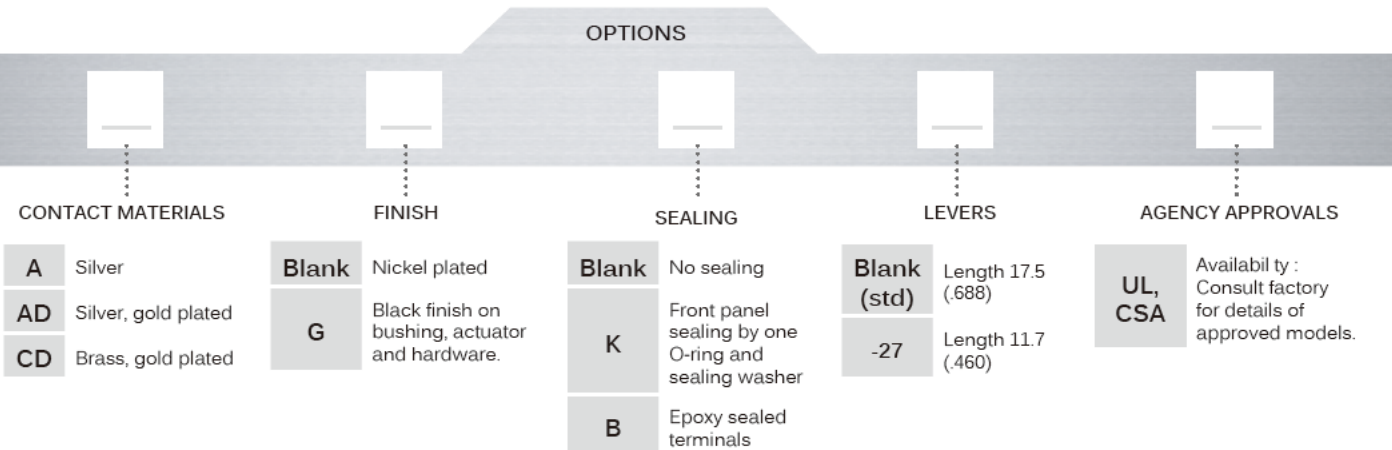 OPTIONS
CONTACT MATERIALS
A
Silver
AD
Silver, gold plated
CD
Brass, gold plated
FINISH
Blank
Nickel plated
G
Black finish on
bushing, actuator
and hardware.
SEALING
Blank
No sealing
K
Front panel
sealing by one
O-ring and
sealing washer
B
Epoxy sealed
terminals
LEVERS
Blank
(std)
Length 17.5
(.688)
-27
Length 11.7
(.460)
AGENCY APPROVALS
UL,
CSA
Availabili ty :
Consult factory
for details of
approved models.